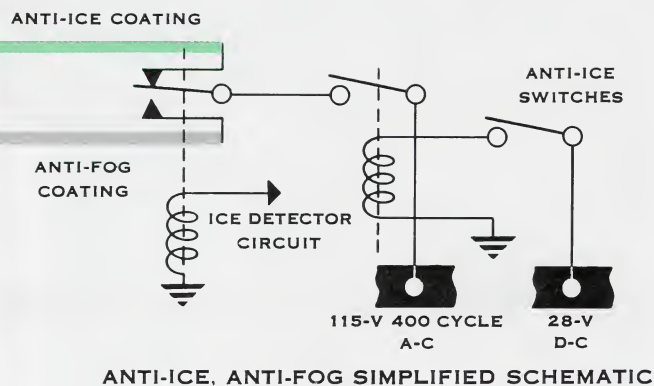 ANTI-ICE COATING
ANTI-ICE
SWITCHES
ANTI-FOG
COATING
ICE DETECTOR
CIRCUIT
115-V 400 CYCLE
A-C
28-V
D-C
ANTI-ICE, ANTI-FOG SIMPLIFIED SCHEMATIC